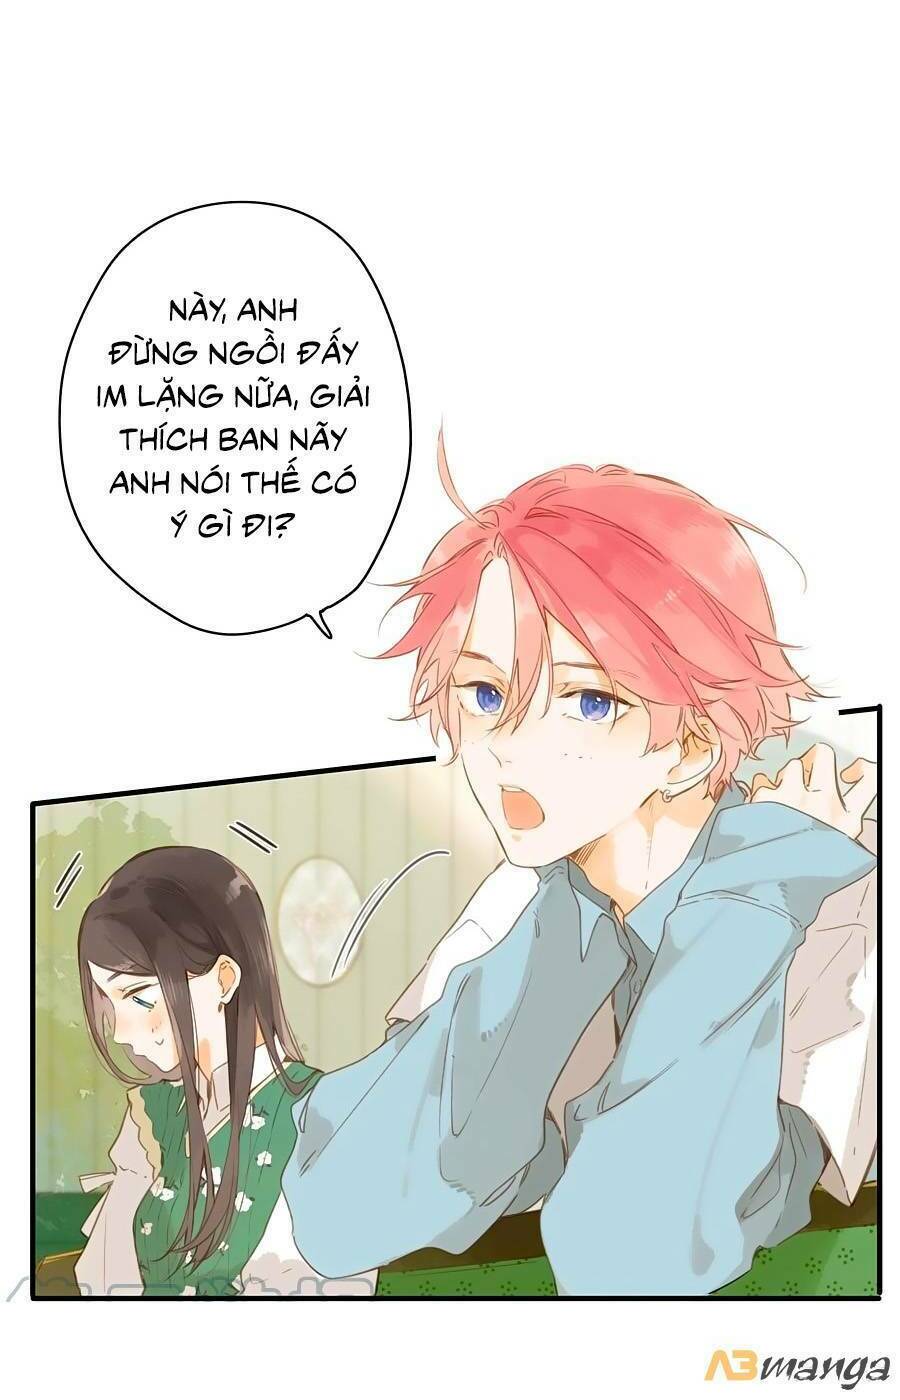 NÀY, ANH
ĐỪNG NGỒI ĐẤY
IM LẶNG NỮA, GIẢI
THÍCH BAN NÃY
ANH NÓI THẾ CÓ
Ý GÌ ĐI?
A3manga